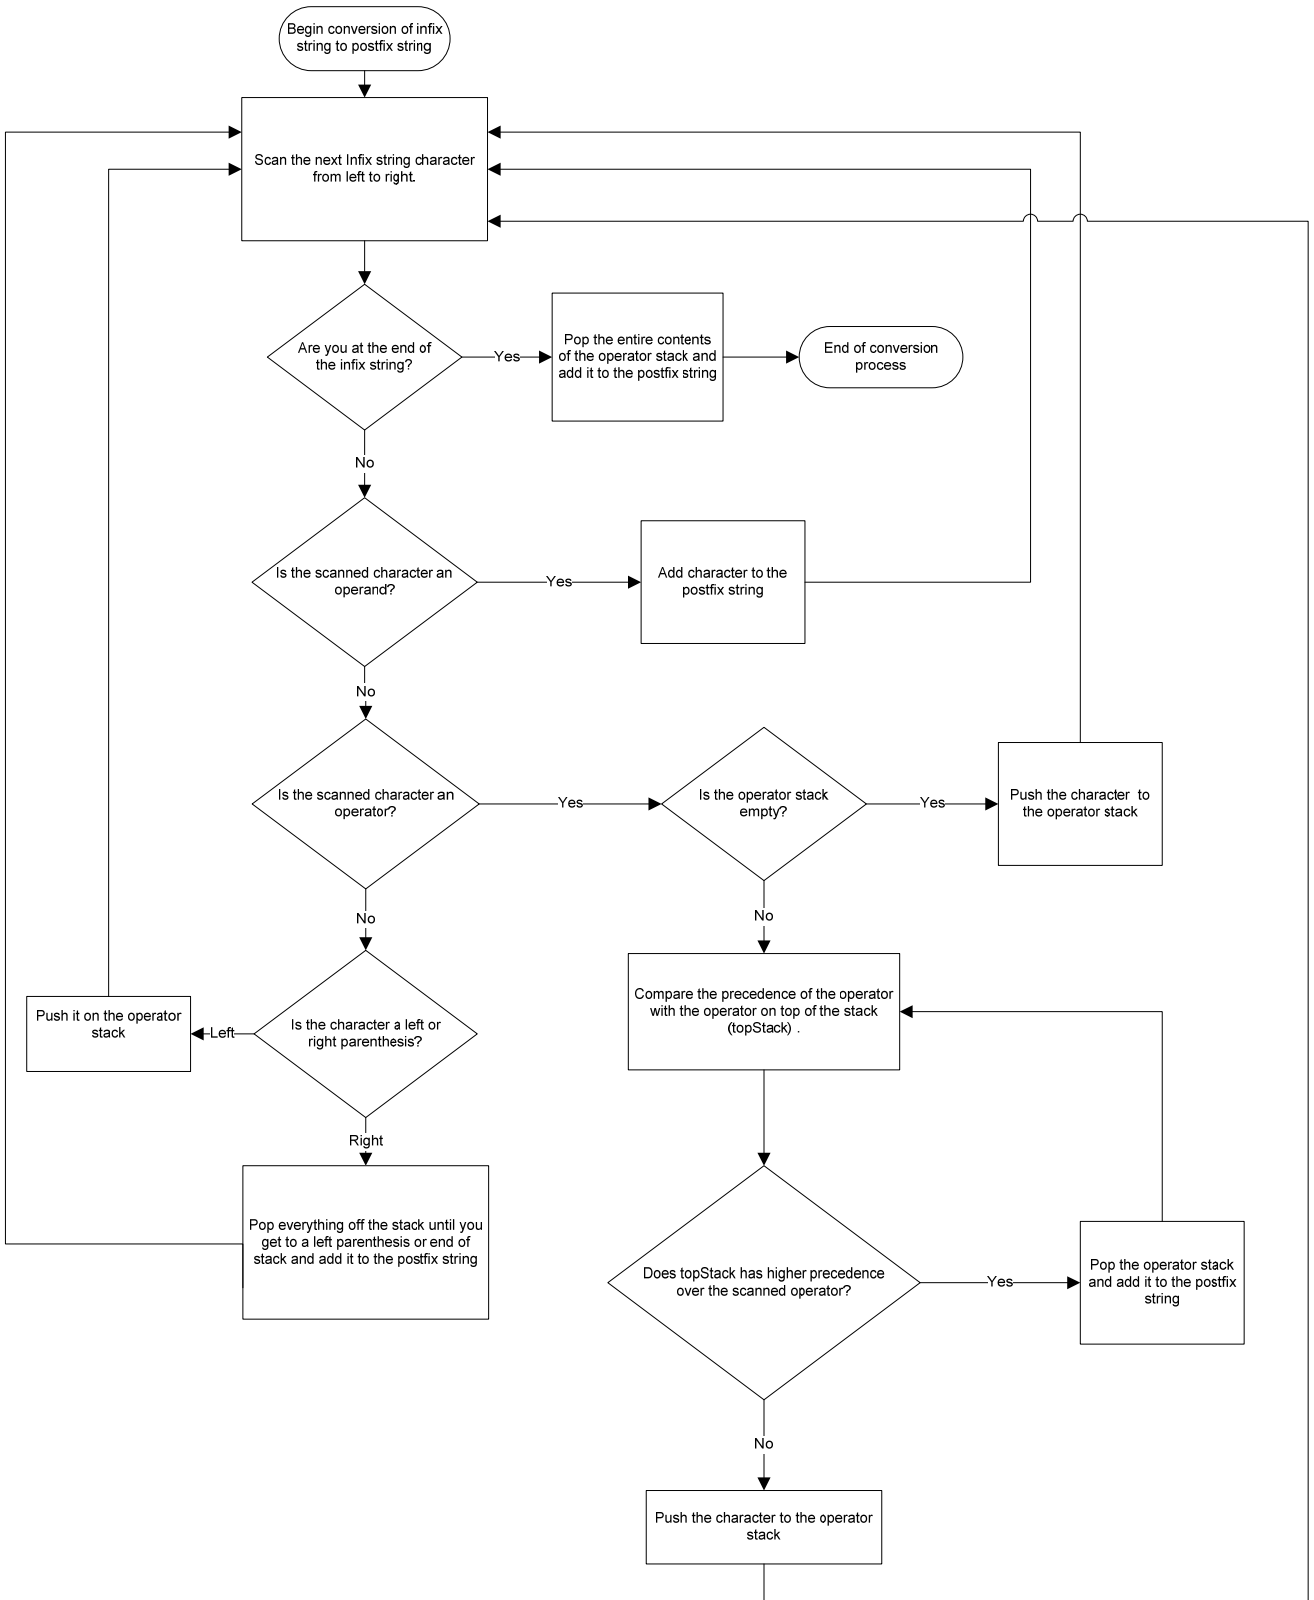 Begin conversion of infix
string to postfix string
Scan the next Infix string character
from left to right.
Are you at the end of
the infix string?
Yes
Pop the entire contents
of the operator stack and
add it to the postfix string
End of conversion
process
No
Is the scanned character an
operand?
Yes
Add character to the
postfix string
No
Is the scanned character an
operator?
Yes
Is the operator stack
empty?
Yes
Push the character to
the operator stack
No
No
Compare the precedence of the operator
with the operator on top of the stack
(topStack) .
Is the character a left or
right parenthesis?
Left
Push it on the operator
stack
Right
Pop everything off the stack until you
get to a left parenthesis or end of
stack and add it to the postfix string
Does topStack has higher precedence
over the scanned operator?
Yes
Pop the operator stack
and add it to the postfix
string
No
Push the character to the operator
stack